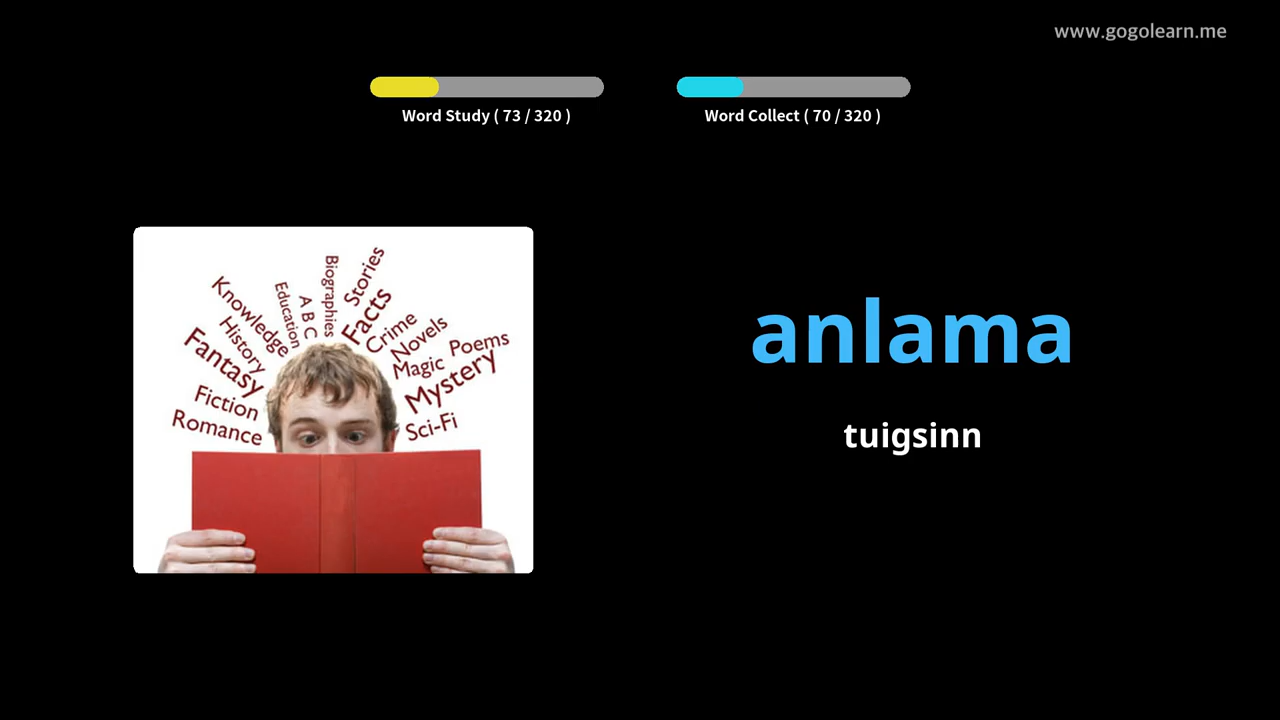 www.gogolearn.me
Word Study ( 73 / 320 )
Word Collect ( 70 / 320 )
Biographies
Stories
Education
A B C
Facts
Knowledge
Crime
History
Novels
Poems
Fantasy
Magic
Mystery
Fiction
Sci-Fi
Romance
anlama
tuigsinn